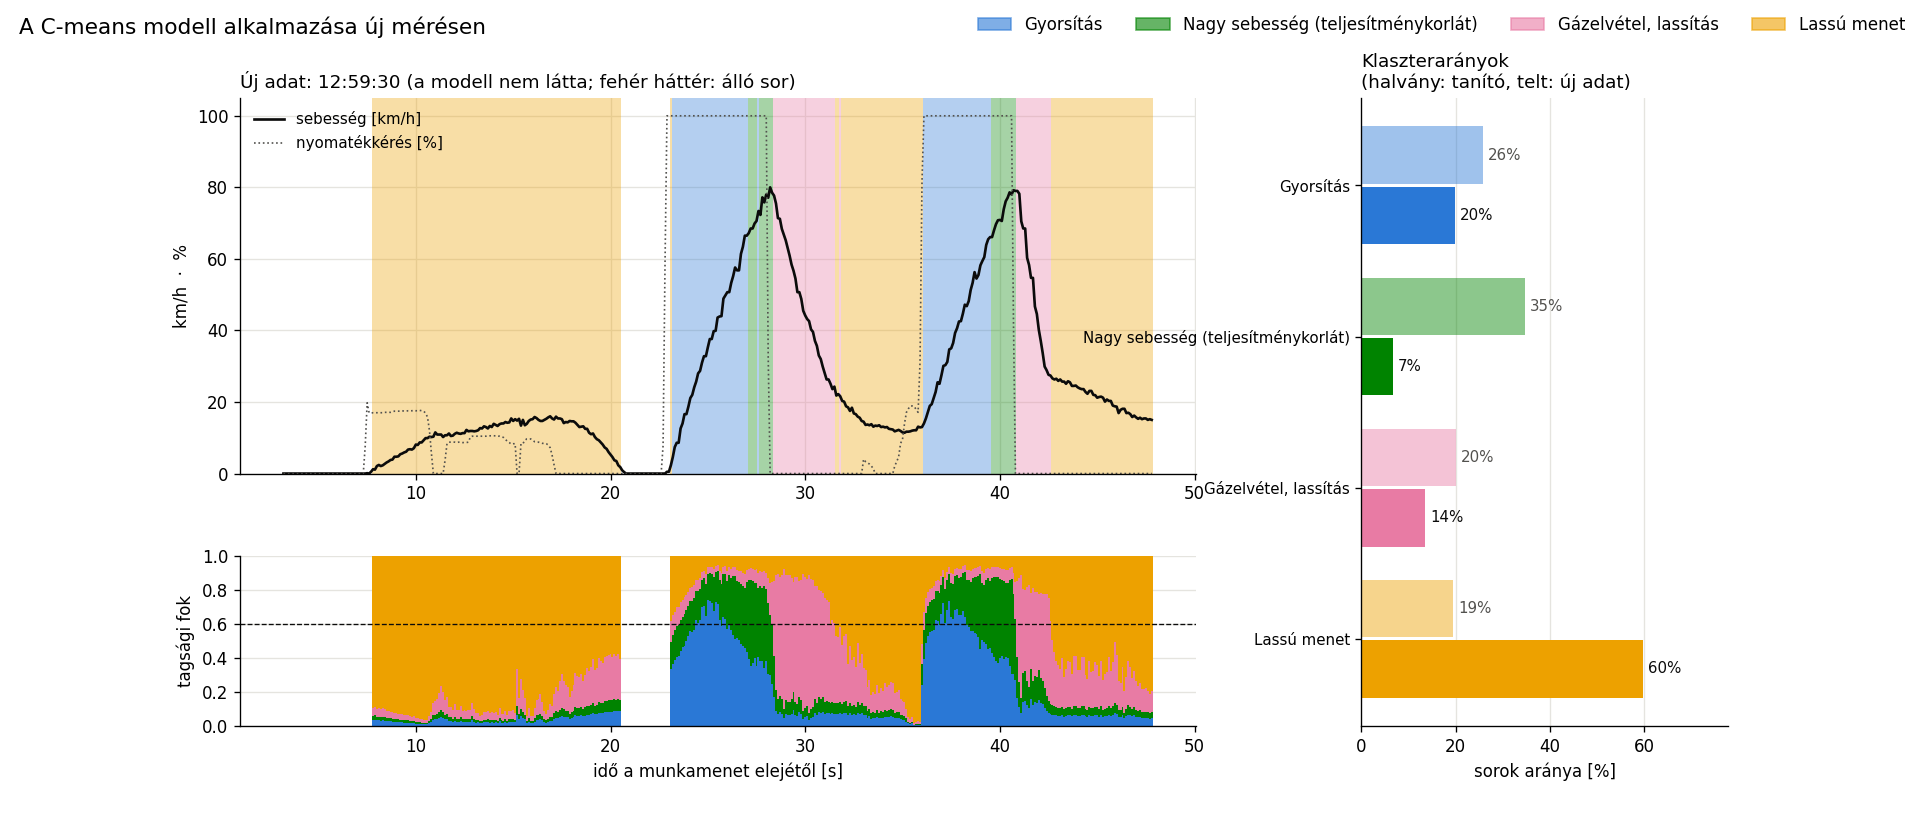 A C-means modell alkalmazása új mérésen
Gyorsítás
Nagy sebesség (teljesítménykorlát)
Gázelvétel, lassítás
Lassú menet
Új adat: 12:59:30 (a modell nem látta; fehér háttér: álló sor)
sebesség [km/h]
nyomatékkérés [%]
km/h · %
100
80
60
40
20
0
10
20
30
40
50
tagsági fok
1.0
0.8
0.6
0.4
0.2
0.0
10
20
30
40
50
idő a munkamenet elejétől [s]
Klaszterarányok
(halvány: tanító, telt: új adat)
Gyorsítás
26%
20%
Nagy sebesség (teljesítménykorlát)
35%
7%
Gázelvétel, lassítás
20%
14%
Lassú menet
19%
60%
0
20
40
60
sorok aránya [%]